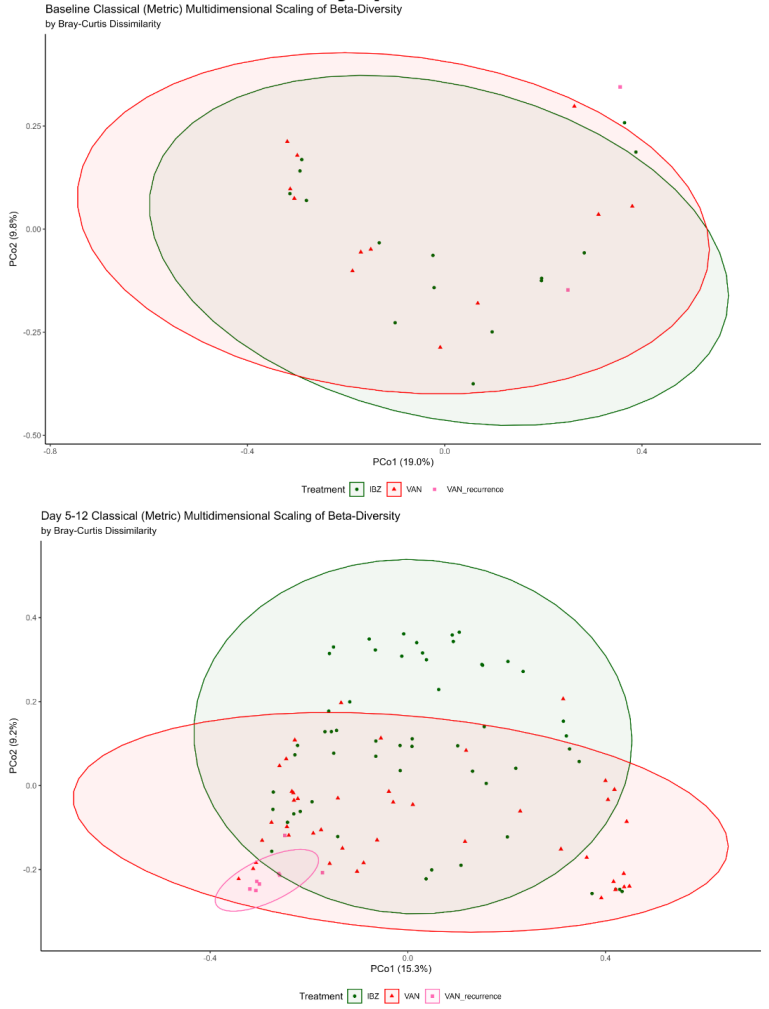 Baseline Classical (Metric) Multidimensional Scaling of Beta-Diversity
by Bray-Curtis Dissimilarity
0.25
0.00
-0.25
-0.50
PCo2 (9.8%)
-0.8 -0.4 0.0 0.4
PCo1 (19.0%)
Treatment IBZ VAN VAN_recurrence
Day 5-12 Classical (Metric) Multidimensional Scaling of Beta-Diversity
by Bray-Curtis Dissimilarity
0.4
0.2
0.0
-0.2
PCo2 (9.2%)
-0.4 0.0 0.4
PCo1 (15.3%)
Treatment IBZ VAN VAN_recurrence